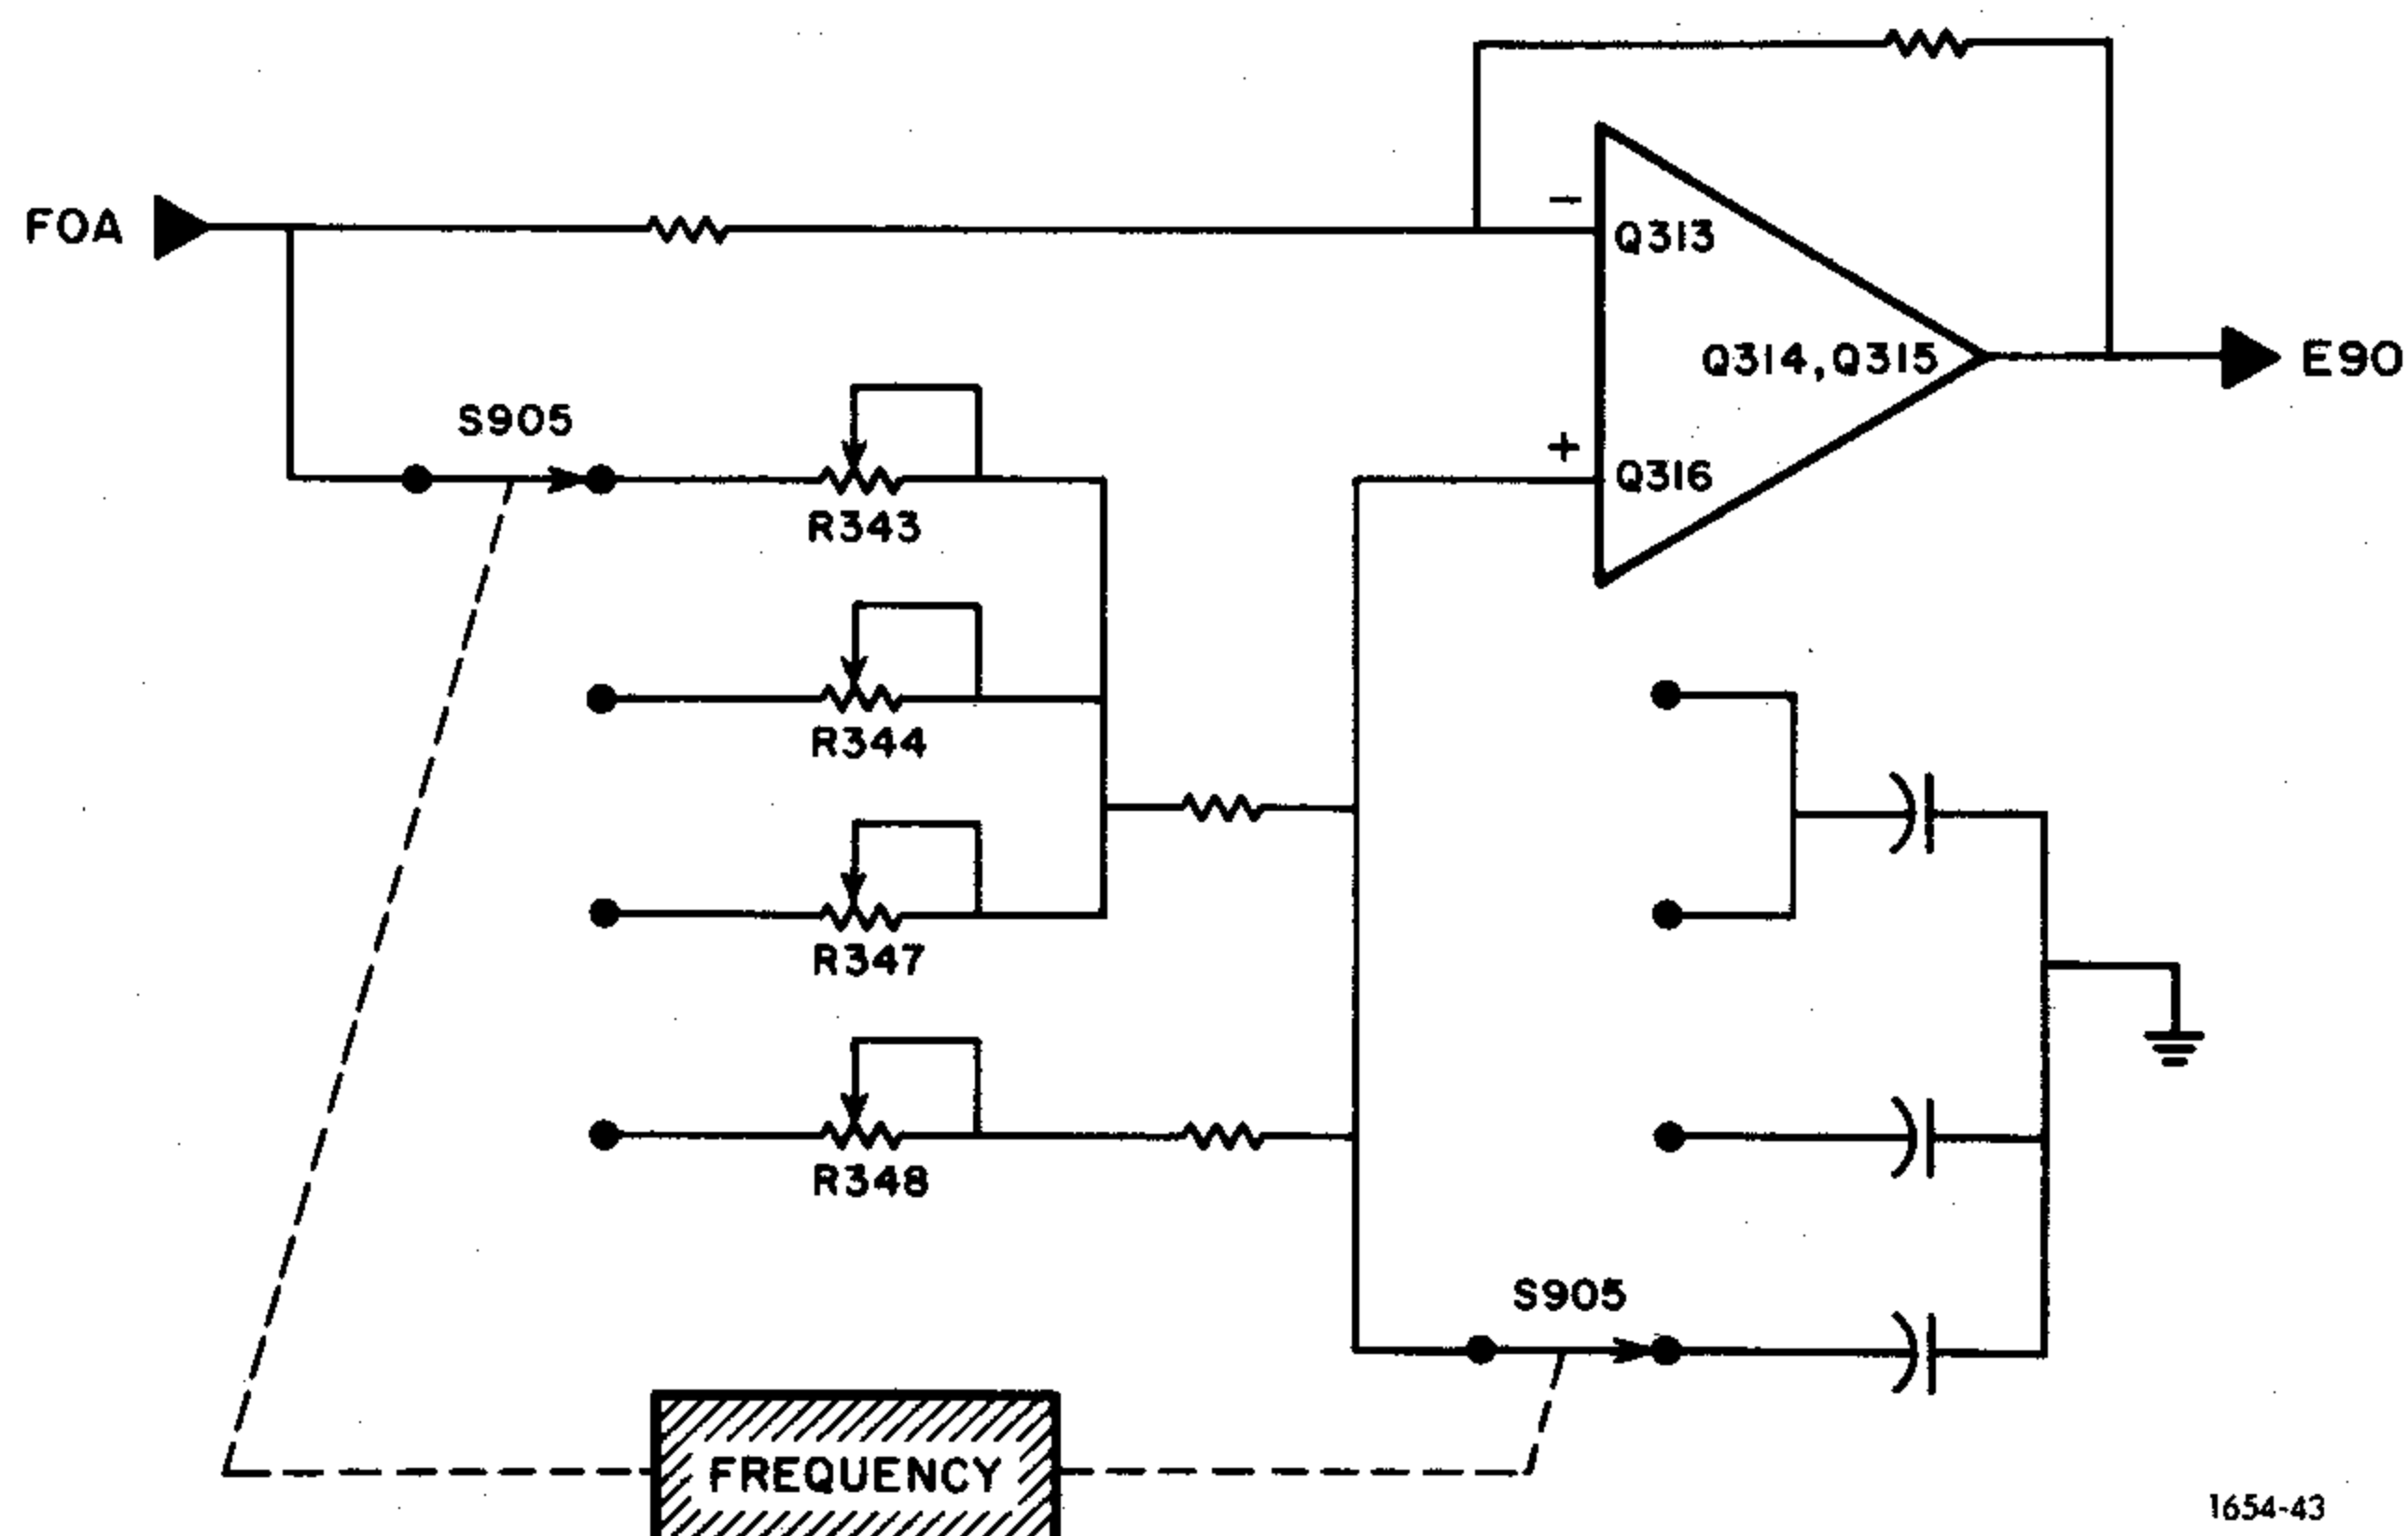 FOA
−
Q313
Q314,Q315
E90
S905
+
Q316
R343
R344
R347
R348
S905
FREQUENCY
1654-43